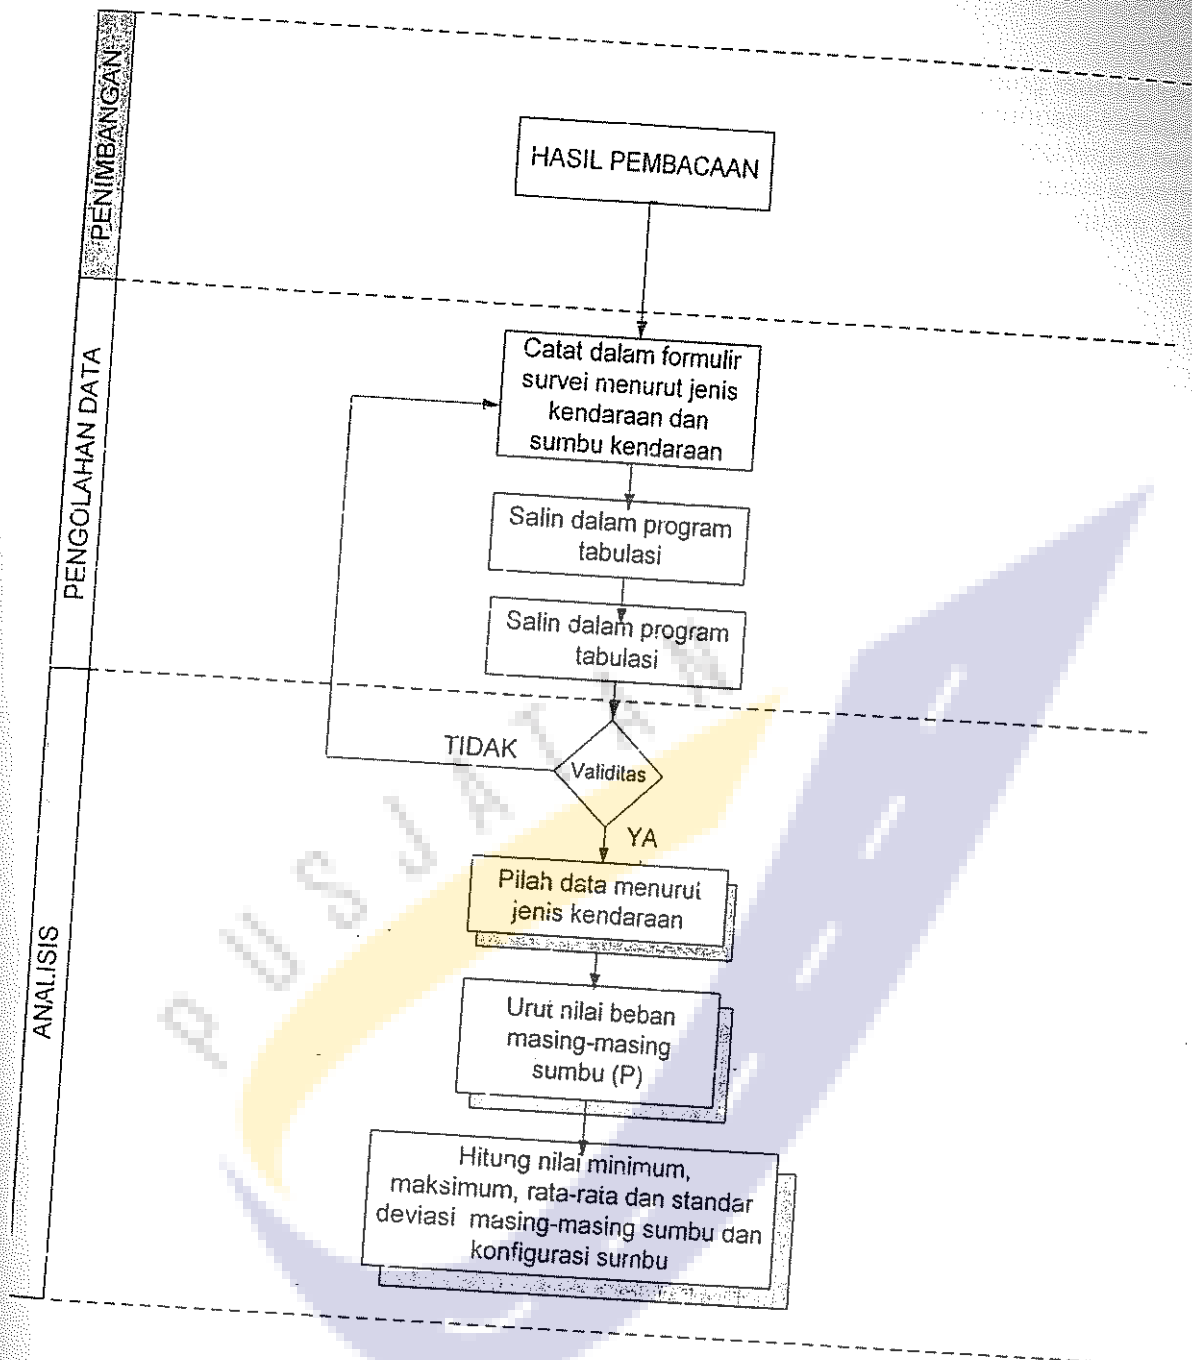 PENIMBANGAN
HASIL PEMBACAAN
PENGOLAHAN DATA
Catat dalam formulir
survei menurut jenis
kendaraan dan
sumbu kendaraan
Salin dalam program
tabulasi
Salin dalam program
tabulasi
ANALISIS
TIDAK
Validitas
YA
Pilah data menurut
jenis kendaraan
Urut nilai beban
masing-masing
sumbu (P)
Hitung nilai minimum,
maksimum, rata-rata dan standar
deviasi masing-masing sumbu dan
konfigurasi sumbu
PUSJATAN